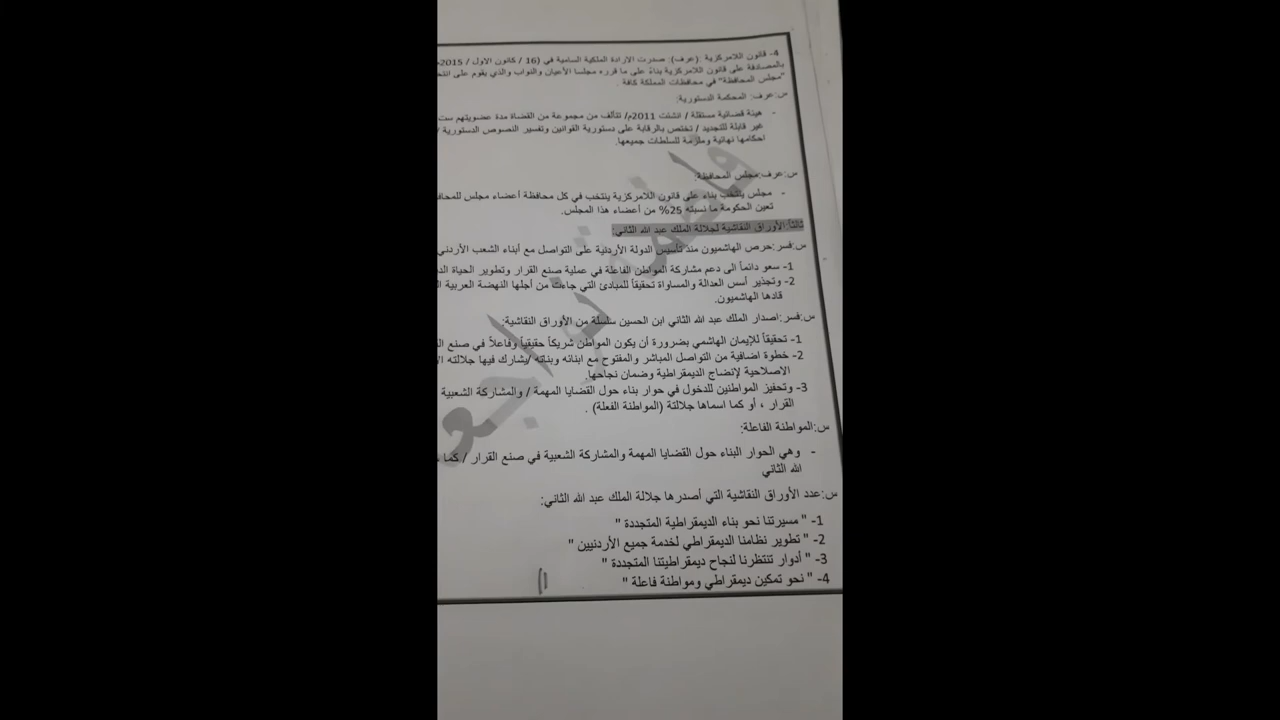 4- قانون اللامركزية :(عرف): صدرت الارادة الملكية السامية في (16 / كانون الاول / 2015م
بالمصادقة على قانون اللامركزية بناءً على ما قرره مجلسا الأعيان والنواب والذي يقوم على
"مجلس المحافظة" في محافظات المملكة كافة .
س:عرف: المحكمة الدستورية:
- هيئة قضائية مستقلة / انشئت 2011م/ تتألف من مجموعة من القضاة مدة عضويتهم ست
غير قابلة للتجديد / تختص بالرقابة على دستورية القوانين وتفسير النصوص الدستورية /
احكامها نهائية وملزمة للسلطات جميعها.
س:عرف:مجلس المحافظة:
- مجلس ينتخب بناء على قانون اللامركزية ينتخب في كل محافظة أعضاء مجلس
تعين الحكومة ما نسبته 25% من أعضاء هذا المجلس.
ثالثاً:الأوراق النقاشية لجلالة الملك عبد الله الثاني:
س:فسر:حرص الهاشميون منذ تأسيس الدولة الأردنية على التواصل مع أبناء الشعب الأردني
1- سعو دائماً الى دعم مشاركة المواطن الفاعلة في عملية صنع القرار وتطوير الحياة
2- وتجذير أسس العدالة والمساواة تحقيقاً للمبادئ التي جاءت من أجلها النهضة العربية
قادها الهاشميون.
س:فسر:اصدار الملك عبد الله الثاني ابن الحسين سلسلة من الأوراق النقاشية:
1- تحقيقاً للإيمان الهاشمي بضرورة أن يكون المواطن شريكاً حقيقياً وفاعلاً في صنع
2- خطوة اضافية من التواصل المباشر والمفتوح مع ابنائه وبناته /يشارك فيها جلالته
الاصلاحية لإنضاج الديمقراطية وضمان نجاحها.
3- وتحفيز المواطنين للدخول في حوار بناء حول القضايا المهمة / والمشاركة الشعبية
القرار ، أو كما اسماها جلالتة (المواطنة الفعلة) .
س:المواطنة الفاعلة:
- وهي الحوار البناء حول القضايا المهمة والمشاركة الشعبية في صنع القرار / كما
الله الثاني
س:عدد الأوراق النقاشية التي أصدرها جلالة الملك عبد الله الثاني:
1- " مسيرتنا نحو بناء الديمقراطية المتجددة "
2- " تطوير نظامنا الديمقراطي لخدمة جميع الأردنيين "
3- " أدوار تنتظرنا لنجاح ديمقراطيتنا المتجددة "
4- " نحو تمكين ديمقراطي ومواطنة فاعلة "